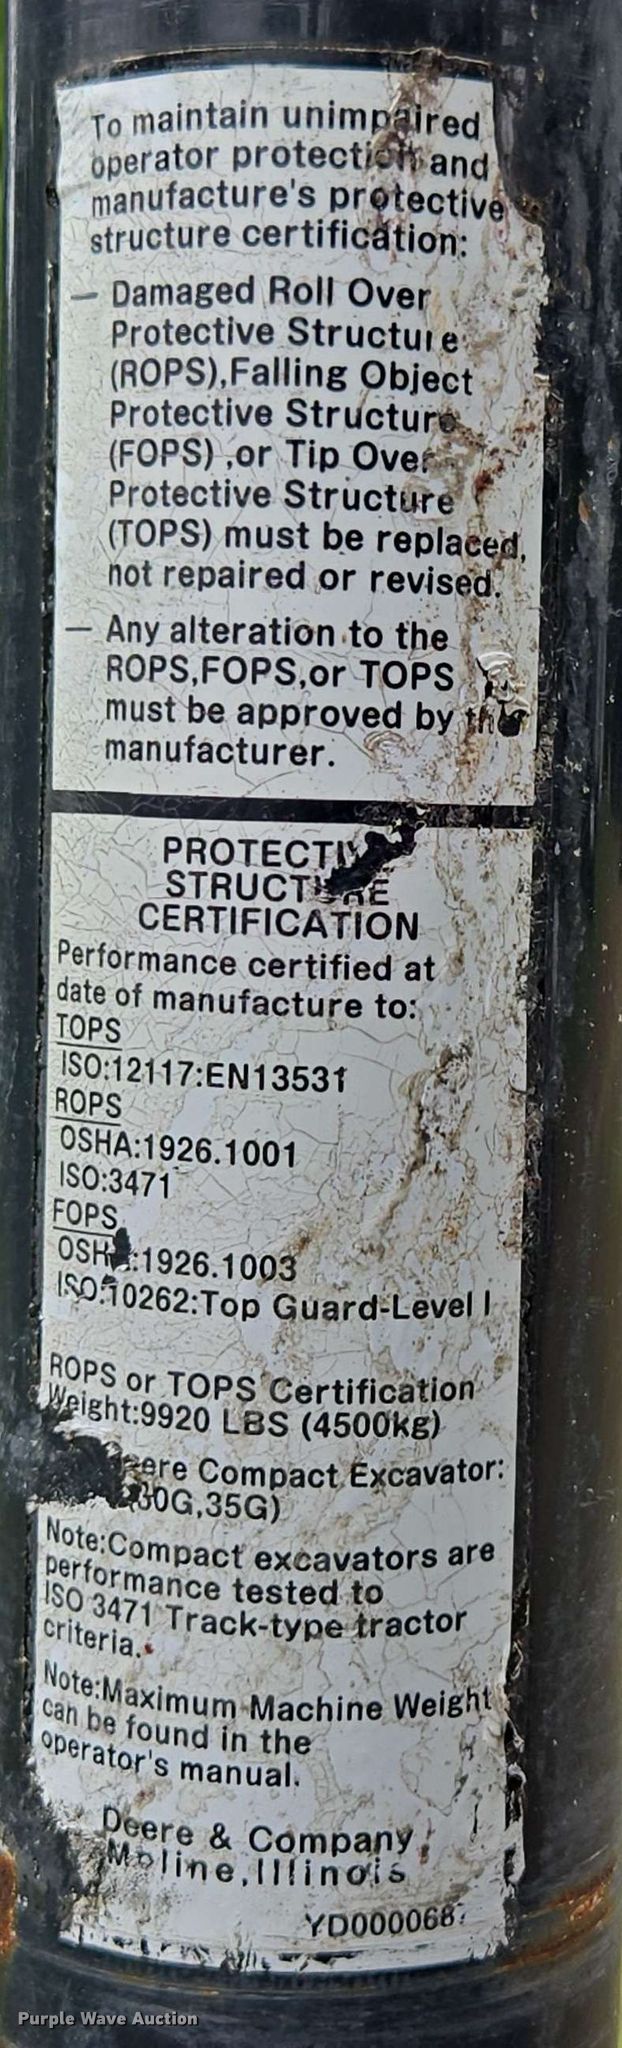 To maintain unimpaired
operator protection and
manufacture's protective
structure certification:
— Damaged Roll Over
Protective Structure
(ROPS),Falling Object
Protective Structure
(FOPS) ,or Tip Over
Protective Structure
(TOPS) must be replaced,
not repaired or revised.
— Any alteration to the
ROPS,FOPS,or TOPS
must be approved by the
manufacturer.
PROTECTIVE
STRUCTURE
CERTIFICATION
Performance certified at
date of manufacture to:
TOPS
ISO:12117:EN13531
ROPS
OSHA:1926.1001
ISO:3471
FOPS
OSHA:1926.1003
ISO:10262:Top Guard-Level I
ROPS or TOPS Certification
Weight:9920 LBS (4500kg)
Deere Compact Excavator:
(30G,35G)
Note:Compact excavators are
performance tested to
ISO 3471 Track-type tractor
criteria.
Note:Maximum Machine Weight
can be found in the
operator's manual.
Deere & Company
Moline,Illinois
Purple Wave Auction